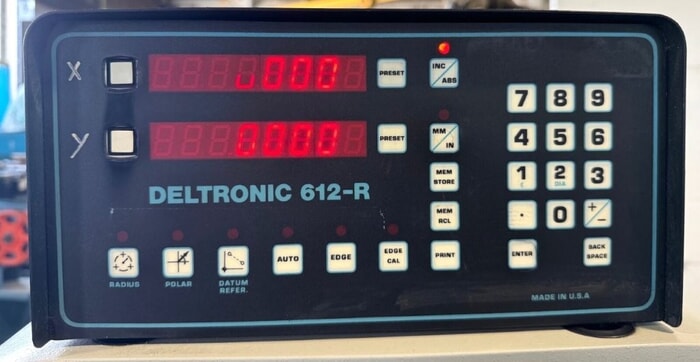 X
PRESET
INC
ABS
7 8 9
Y
PRESET
MM
IN
4 5 6
DELTRONIC 612-R
MEM
STORE
1 2 3
DIA
MEM
RCL
. 0 +/-
RADIUS
POLAR
DATUM
REFER.
AUTO
EDGE
EDGE
CAL
PRINT
ENTER
BACK
SPACE
MADE IN U.S.A